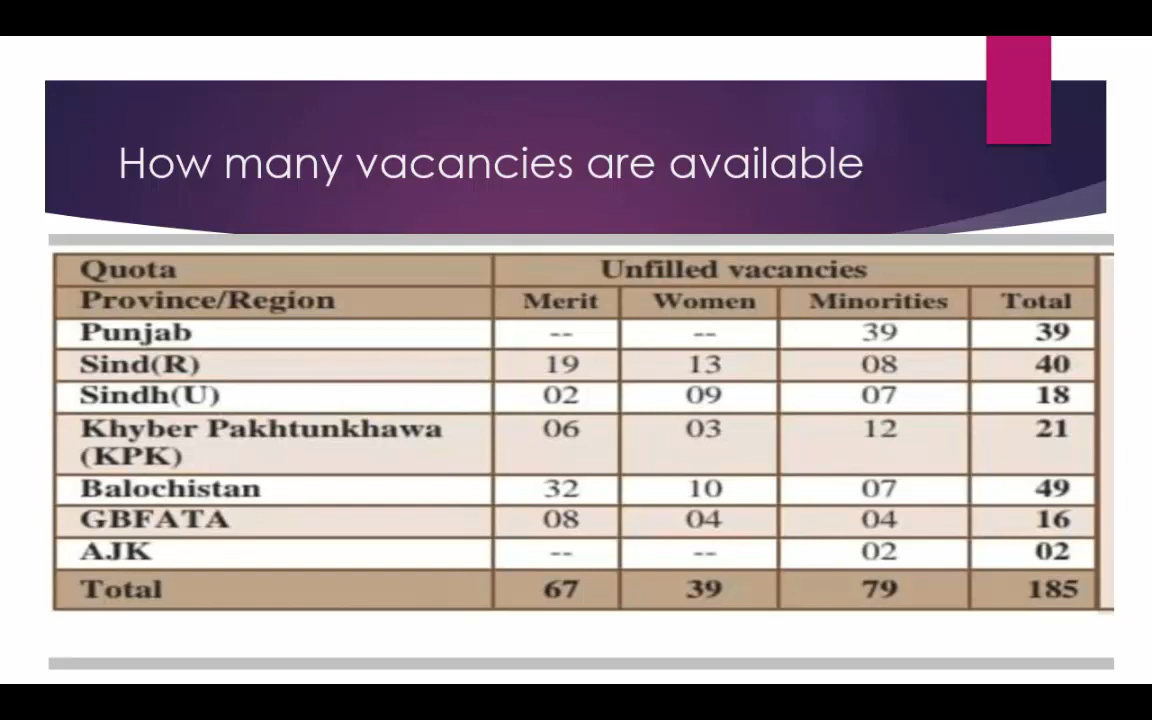 How many vacancies are available
Quota Unfilled vacancies
Province/Region Merit Women Minorities Total
Punjab -- -- 39 39
Sind(R) 19 13 08 40
Sindh(U) 02 09 07 18
Khyber Pakhtunkhawa 06 03 12 21
(KPK)
Balochistan 32 10 07 49
GBFATA 08 04 04 16
AJK -- -- 02 02
Total 67 39 79 185